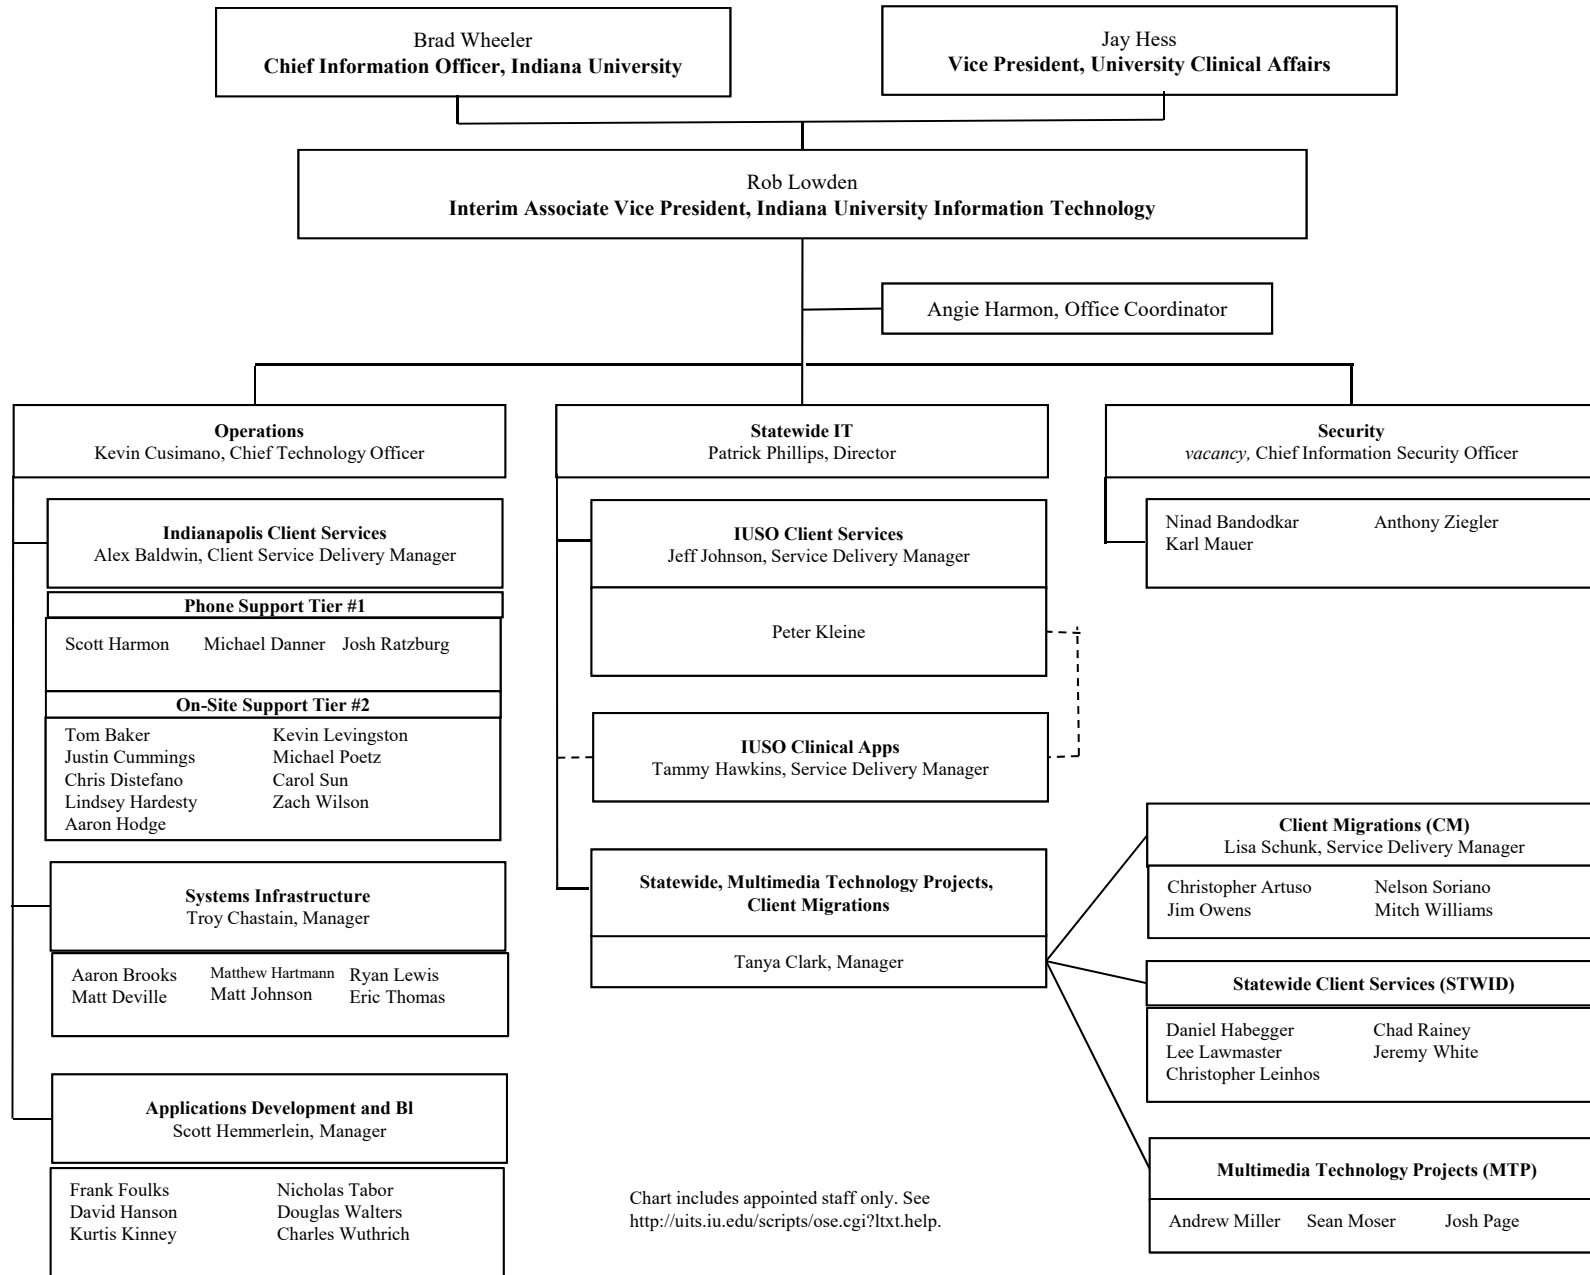 Brad Wheeler
Chief Information Officer, Indiana University
Jay Hess
Vice President, University Clinical Affairs
Rob Lowden
Interim Associate Vice President, Indiana University Information Technology
Angie Harmon, Office Coordinator
Operations
Kevin Cusimano, Chief Technology Officer
Indianapolis Client Services
Alex Baldwin, Client Service Delivery Manager
Phone Support Tier #1
Scott Harmon Michael Danner Josh Ratzburg
On-Site Support Tier #2
Tom Baker Kevin Levingston
Justin Cummings Michael Poetz
Chris Distefano Carol Sun
Lindsey Hardesty Zach Wilson
Aaron Hodge
Systems Infrastructure
Troy Chastain, Manager
Aaron Brooks Matthew Hartmann Ryan Lewis
Matt Deville Matt Johnson Eric Thomas
Applications Development and Bl
Scott Hemmerlein, Manager
Frank Foulks Nicholas Tabor
David Hanson Douglas Walters
Kurtis Kinney Charles Wuthrich
Statewide IT
Patrick Phillips, Director
IUSO Client Services
Jeff Johnson, Service Delivery Manager
Peter Kleine
IUSO Clinical Apps
Tammy Hawkins, Service Delivery Manager
Statewide, Multimedia Technology Projects,
Client Migrations
Tanya Clark, Manager
Chart includes appointed staff only. See
http://uits.iu.edu/scripts/ose.cgi?ltxt.help.
Security
vacancy, Chief Information Security Officer
Ninad Bandodkar Anthony Ziegler
Karl Mauer
Client Migrations (CM)
Lisa Schunk, Service Delivery Manager
Christopher Artuso Nelson Soriano
Jim Owens Mitch Williams
Statewide Client Services (STWID)
Daniel Habegger Chad Rainey
Lee Lawmaster Jeremy White
Christopher Leinhos
Multimedia Technology Projects (MTP)
Andrew Miller Sean Moser Josh Page